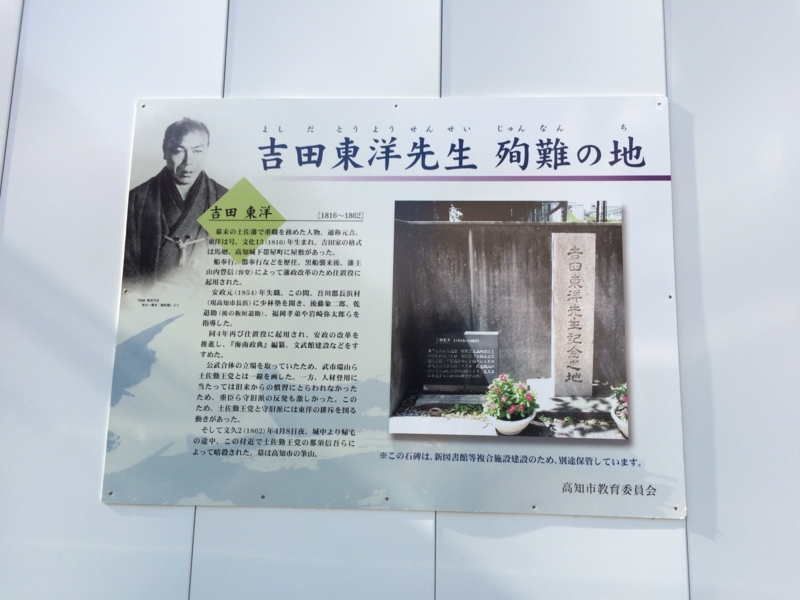 よしだとうようせんせい じゅんなん ち
吉田東洋先生 殉難の地
吉田 東洋 [1816～1862]
幕末の土佐藩で重職を務めた人物。通称元吉。
東洋は号。文化13(1816)年生まれ。吉田家の格式
は馬廻。高知城下帯屋町に屋敷があった。
船奉行、郡奉行などを歴任。黒船襲来後、藩主
山内豊信(容堂)によって藩政改革のため仕置役に
起用された。
安政元(1854)年失職。この間、吾川郡長浜村
(現高知市長浜)に少林塾を開き、後藤象二郎、乾
退助(後の板垣退助)、福岡孝弟や岩崎弥太郎らを
指導した。
同4年再び仕置役に起用され、安政の改革を
推進し、『海南政典』編纂、文武館建設などをす
すめた。
公武合体の立場を取っていたため、武市瑞山ら
土佐勤王党とは一線を画した。一方、人材登用に
当たっては旧来からの慣習にとらわれなかった
ため、重臣ら守旧派の反発も激しかった。この
ため、土佐勤王党と守旧派には東洋の排斥を図る
動きがあった。
そして文久2(1862)年4月8日夜、城中より帰宅
の途中、この付近で土佐勤王党の那須信吾らに
よって暗殺された。墓は高知市の筆山。
吉田東洋先生記念之地
※この石碑は、新図書館等複合施設建設のため、別途保管しています。
高知市教育委員会